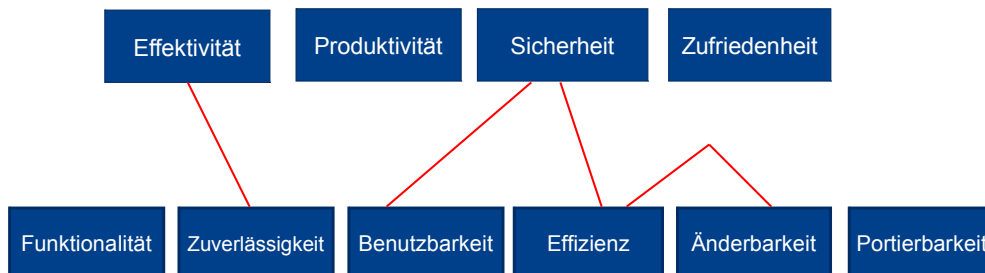 Effektivität
Produktivität
Sicherheit
Zufriedenheit
Funktionalität
Zuverlässigkeit
Benutzbarkeit
Effizienz
Änderbarkeit
Portierbarkeit